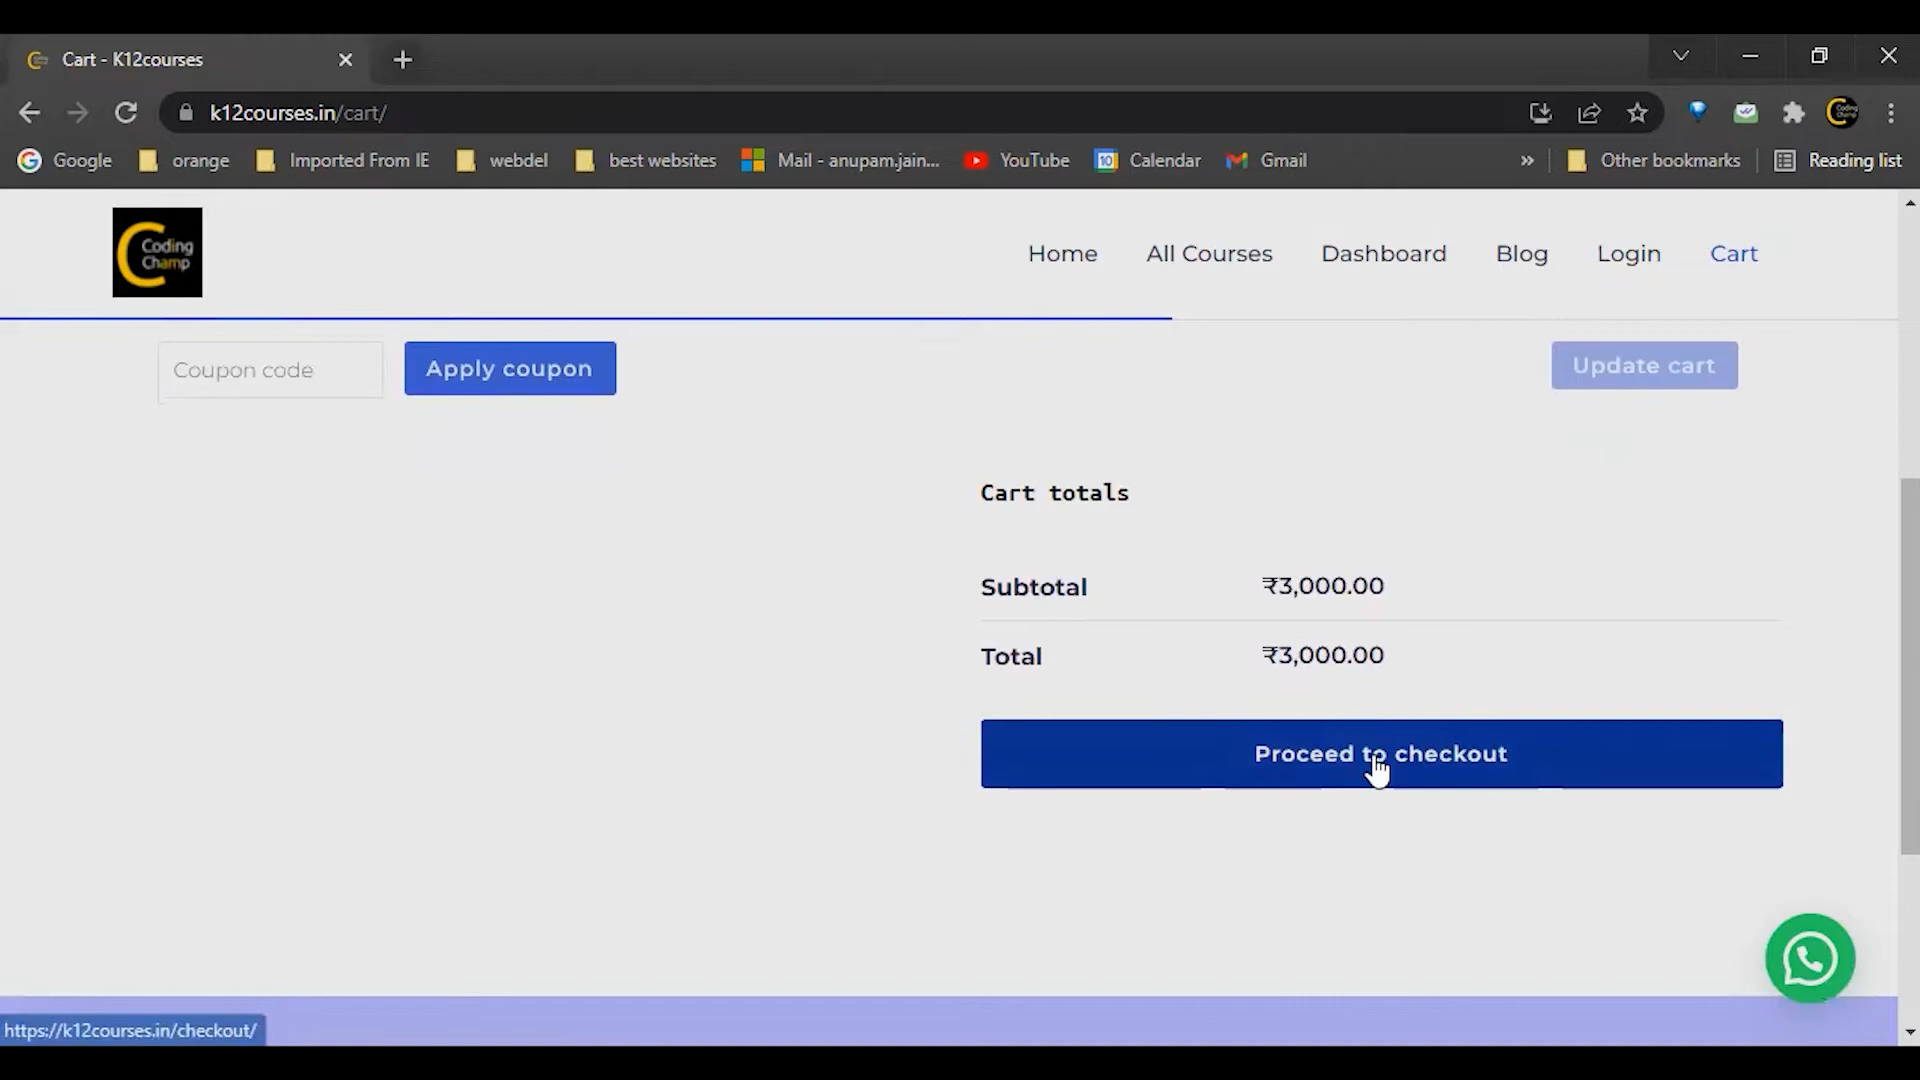 Cart - K12courses
k12courses.in/cart/
Google orange Imported From IE webdel best websites Mail - anupam.jain... YouTube 10 Calendar Gmail » Other bookmarks Reading list
Coding
Champ
Home All Courses Dashboard Blog Login Cart
Coupon code Apply coupon Update cart
Cart totals
Subtotal ₹3,000.00
Total ₹3,000.00
Proceed to checkout
https://k12courses.in/checkout/